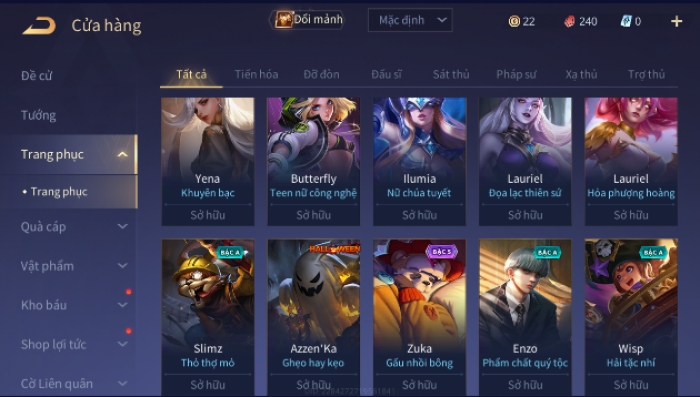 Cửa hàng
Đổi mảnh
Mặc định
22
240
0
Đề cử
Tướng
Trang phục
• Trang phục
Quà cáp
Vật phẩm
Kho báu
Shop lợi tức
Cờ Liên quân
Tất cả Tiến hóa Đỡ đòn Đấu sĩ Sát thủ Pháp sư Xạ thủ Trợ thủ
Yena Butterfly Ilumia Lauriel Lauriel
Khuyển bạc Teen nữ công nghệ Nữ chúa tuyết Đọa lạc thiên sứ Hỏa phượng hoàng
Sở hữu Sở hữu Sở hữu Sở hữu Sở hữu
BẬC A HALLOWEEN BẬC S BẬC A BẬC A
Slimz Azzen'Ka Zuka Enzo Wisp
Thỏ thợ mỏ Ghẹo hay kẹo Gấu nhồi bông Phẩm chất quý tộc Hải tặc nhí
Sở hữu Sở hữu Sở hữu Sở hữu Sở hữu